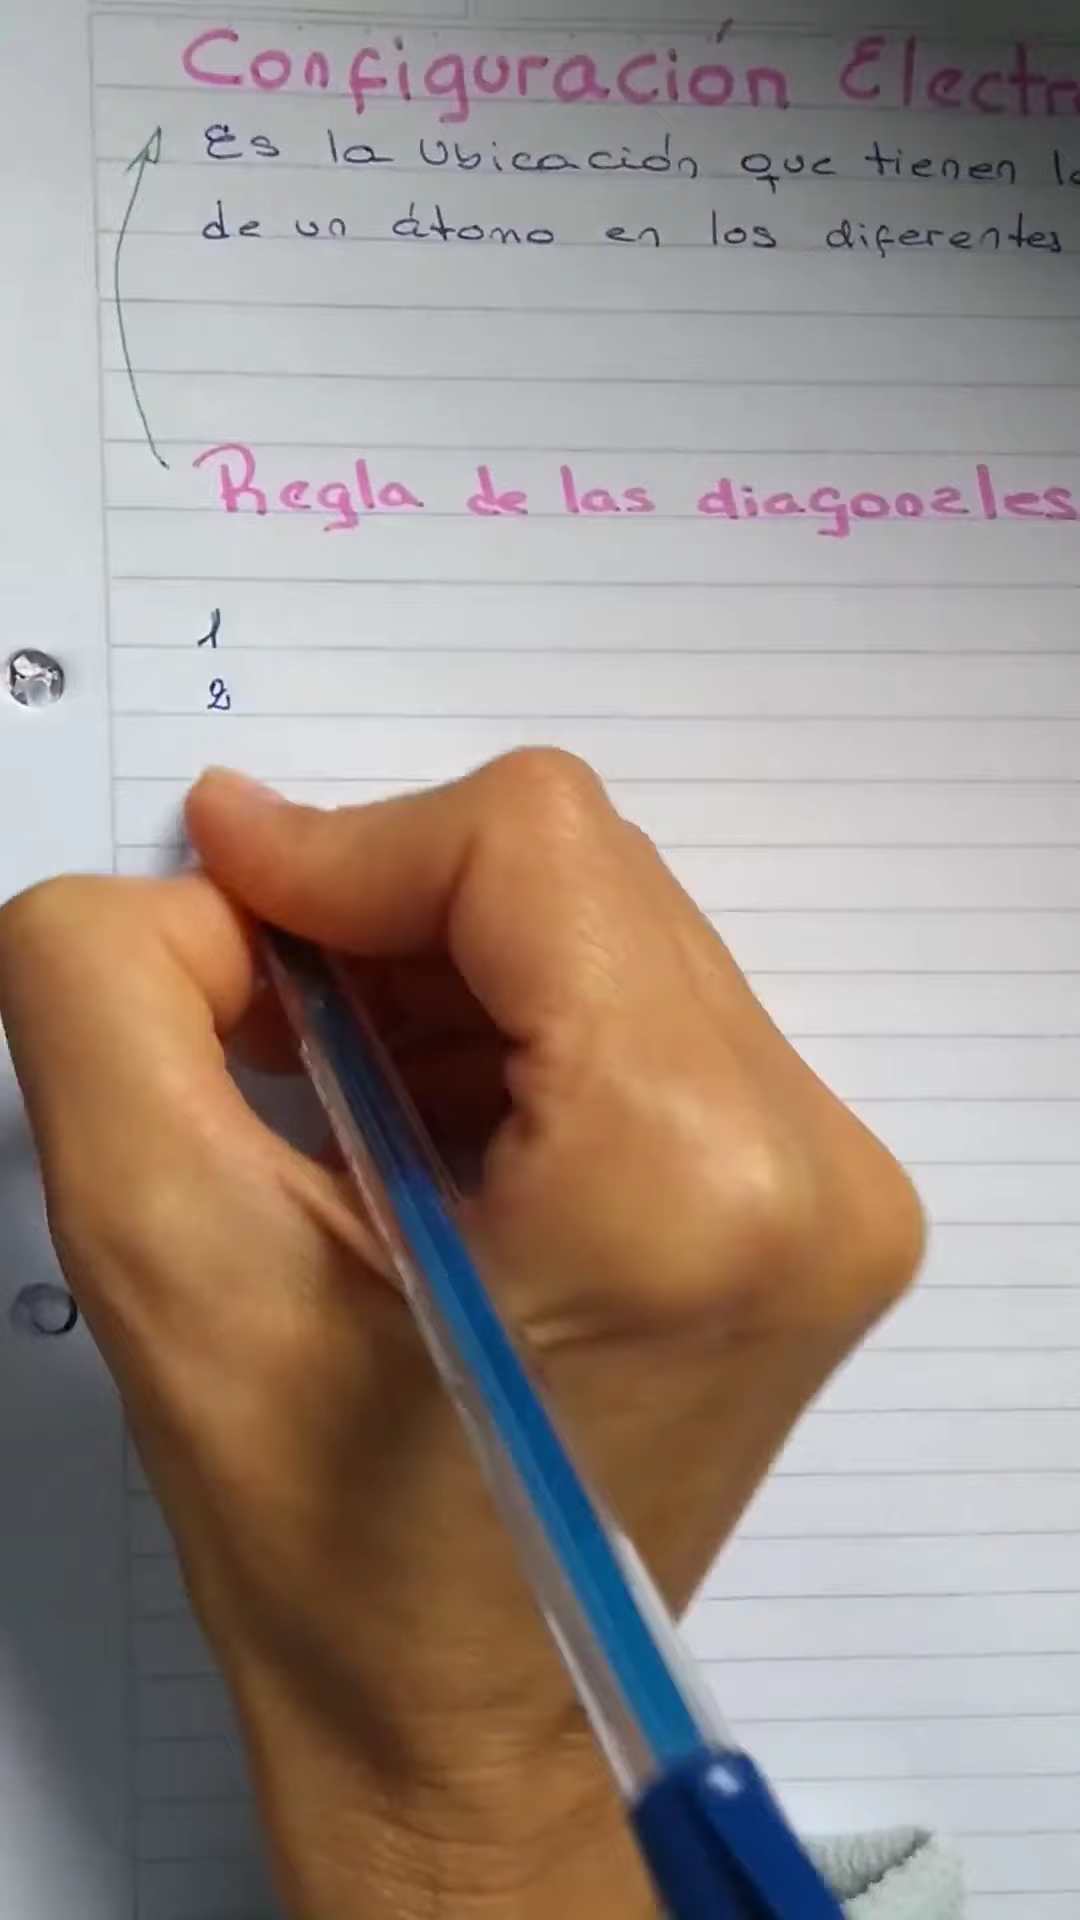 Configuración Electr
Es la Ubicación que tienen lo
de un átomo en los diferentes
Regla de las diagonales
1
2